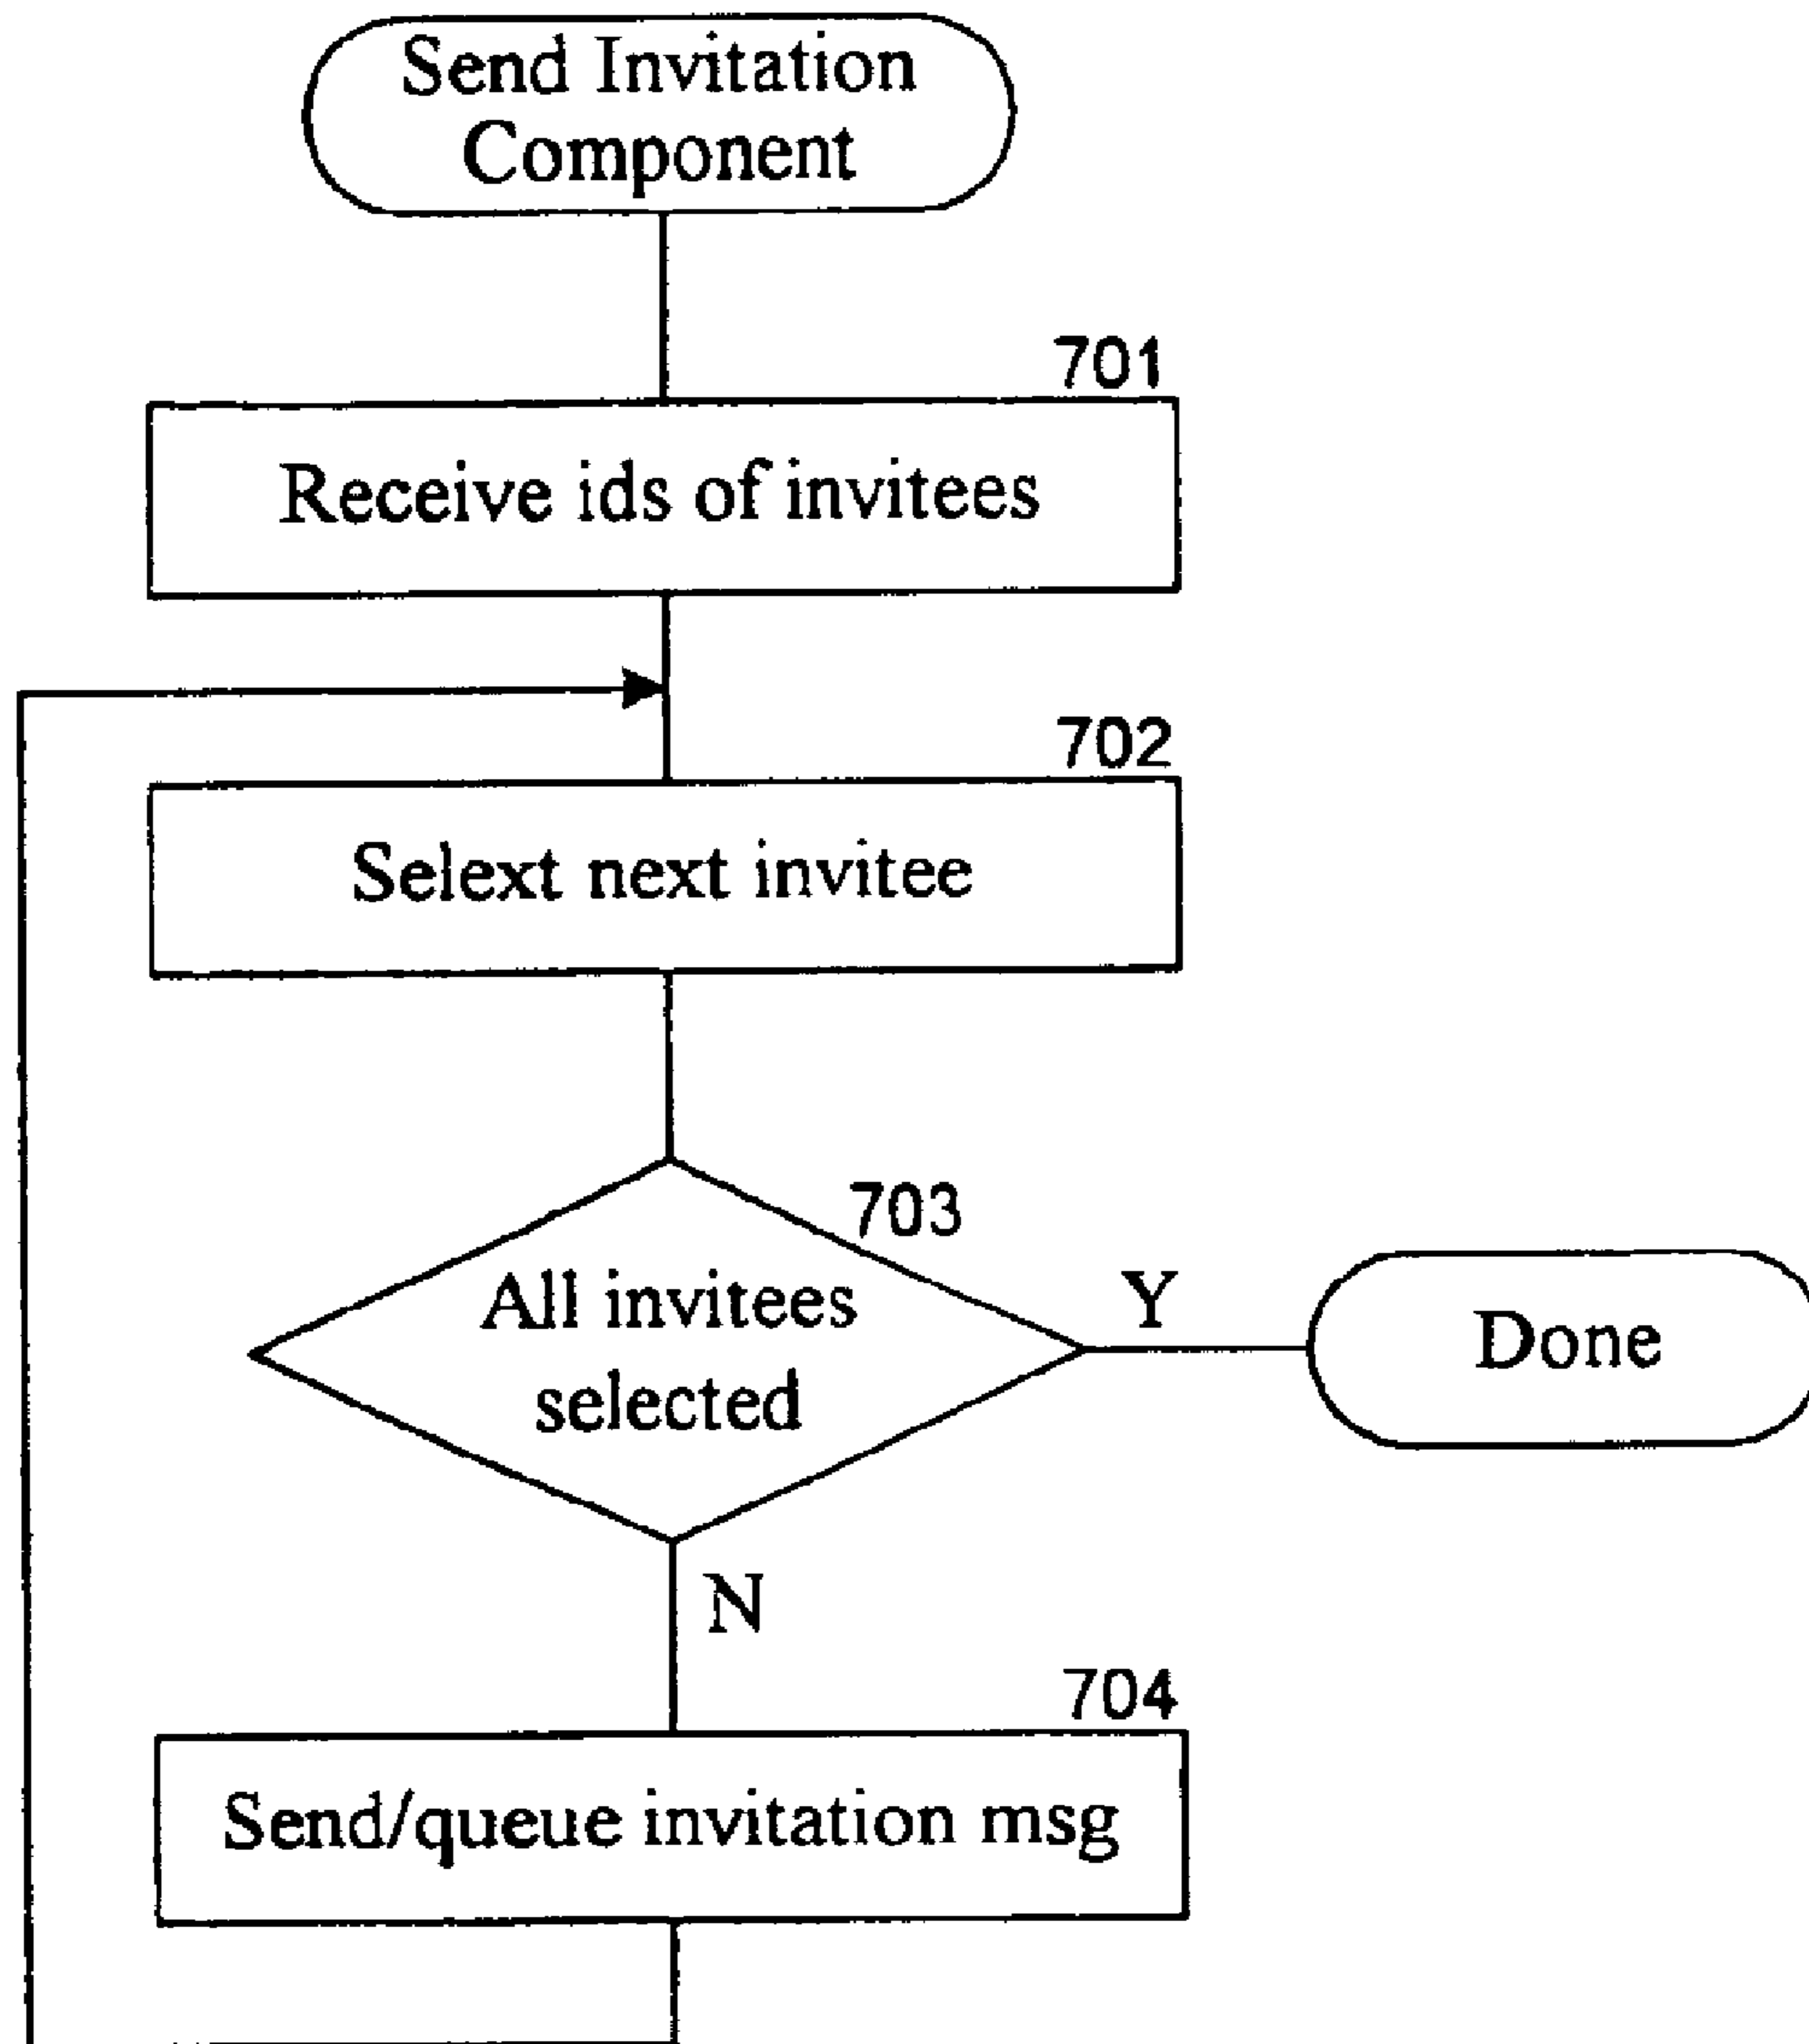 Send Invitation
Component
701
Receive ids of invitees
702
Selext next invitee
703
All invitees
selected
Y
Done
N
704
Send/queue invitation msg